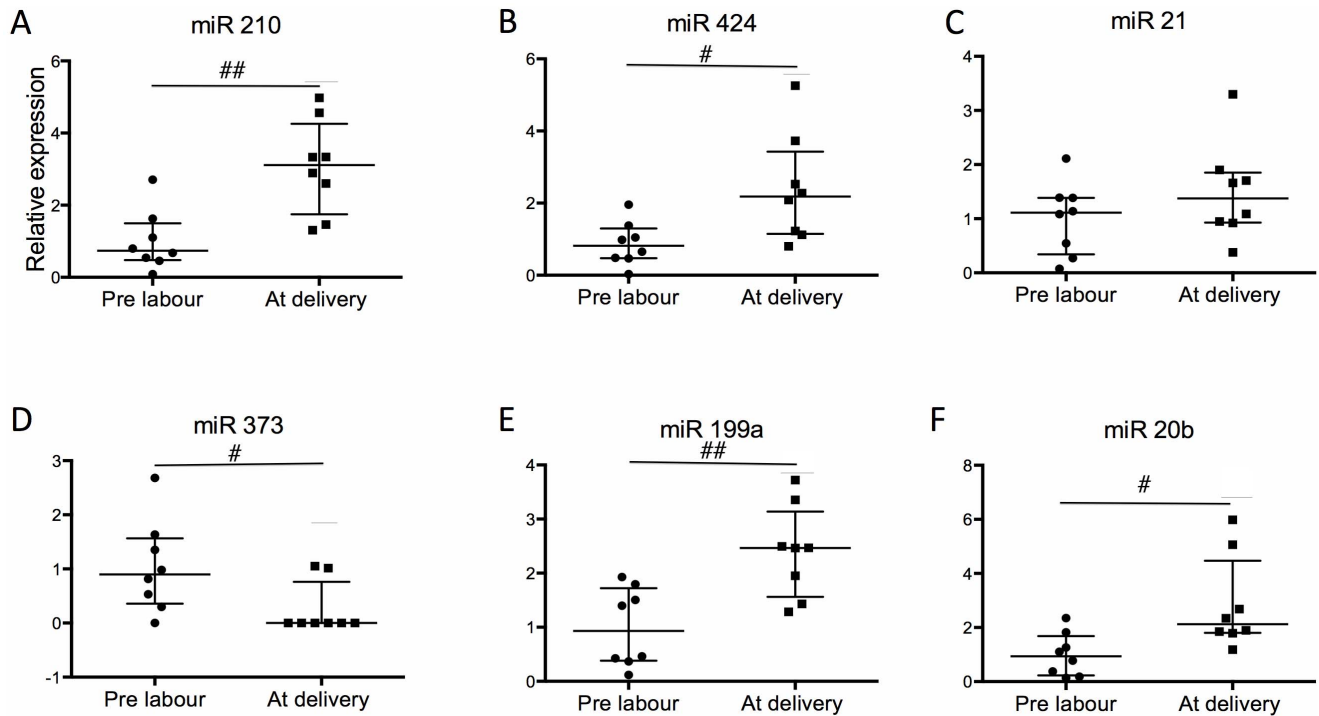 A
miR 210
Relative expression
6
4
2
0
##
Pre labour
At delivery
B
miR 424
6
4
2
0
#
Pre labour
At delivery
C
miR 21
4
3
2
1
0
Pre labour
At delivery
D
miR 373
3
2
1
0
-1
#
Pre labour
At delivery
E
miR 199a
4
3
2
1
0
##
Pre labour
At delivery
F
miR 20b
8
6
4
2
0
#
Pre labour
At delivery